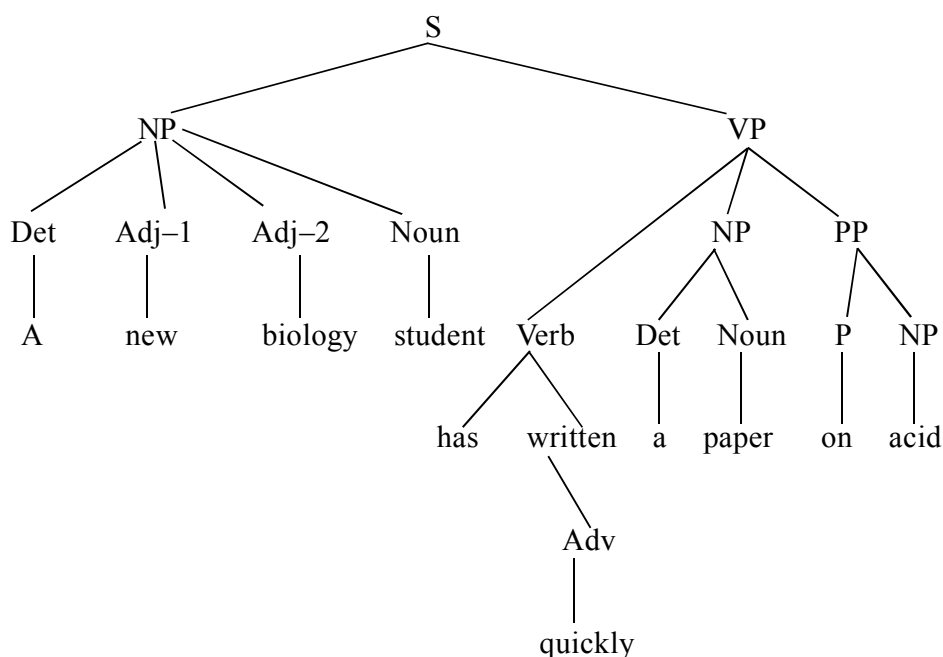 S
NP VP
Det Adj–1 Adj–2 Noun NP PP
A new biology student Verb Det Noun P NP
has written a paper on acid
Adv
quickly